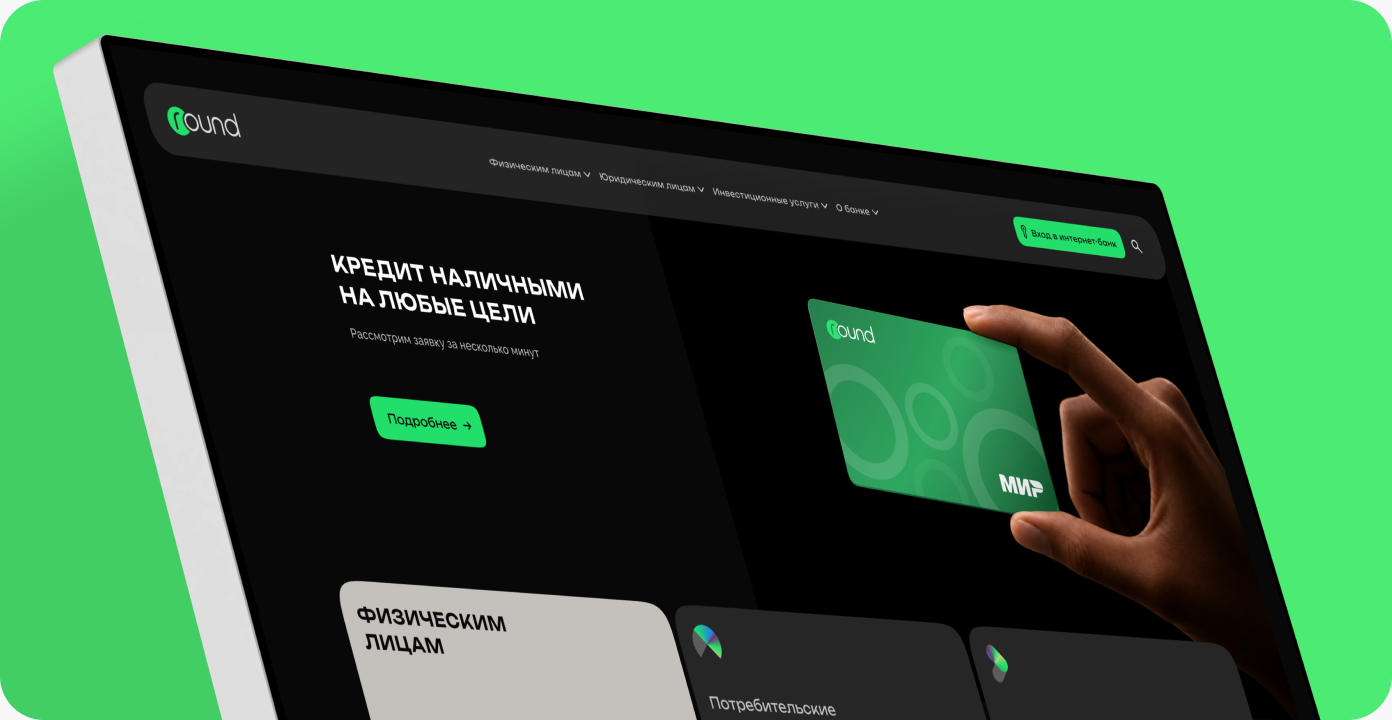 round
Физическим лицам
Юридическим лицам
Инвестиционные услуги
О банке
Вход в интернет-банк
КРЕДИТ НАЛИЧНЫМИ
НА ЛЮБЫЕ ЦЕЛИ
Рассмотрим заявку за несколько минут
Подробнее →
round
МИР
ФИЗИЧЕСКИМ
ЛИЦАМ
Потребительские